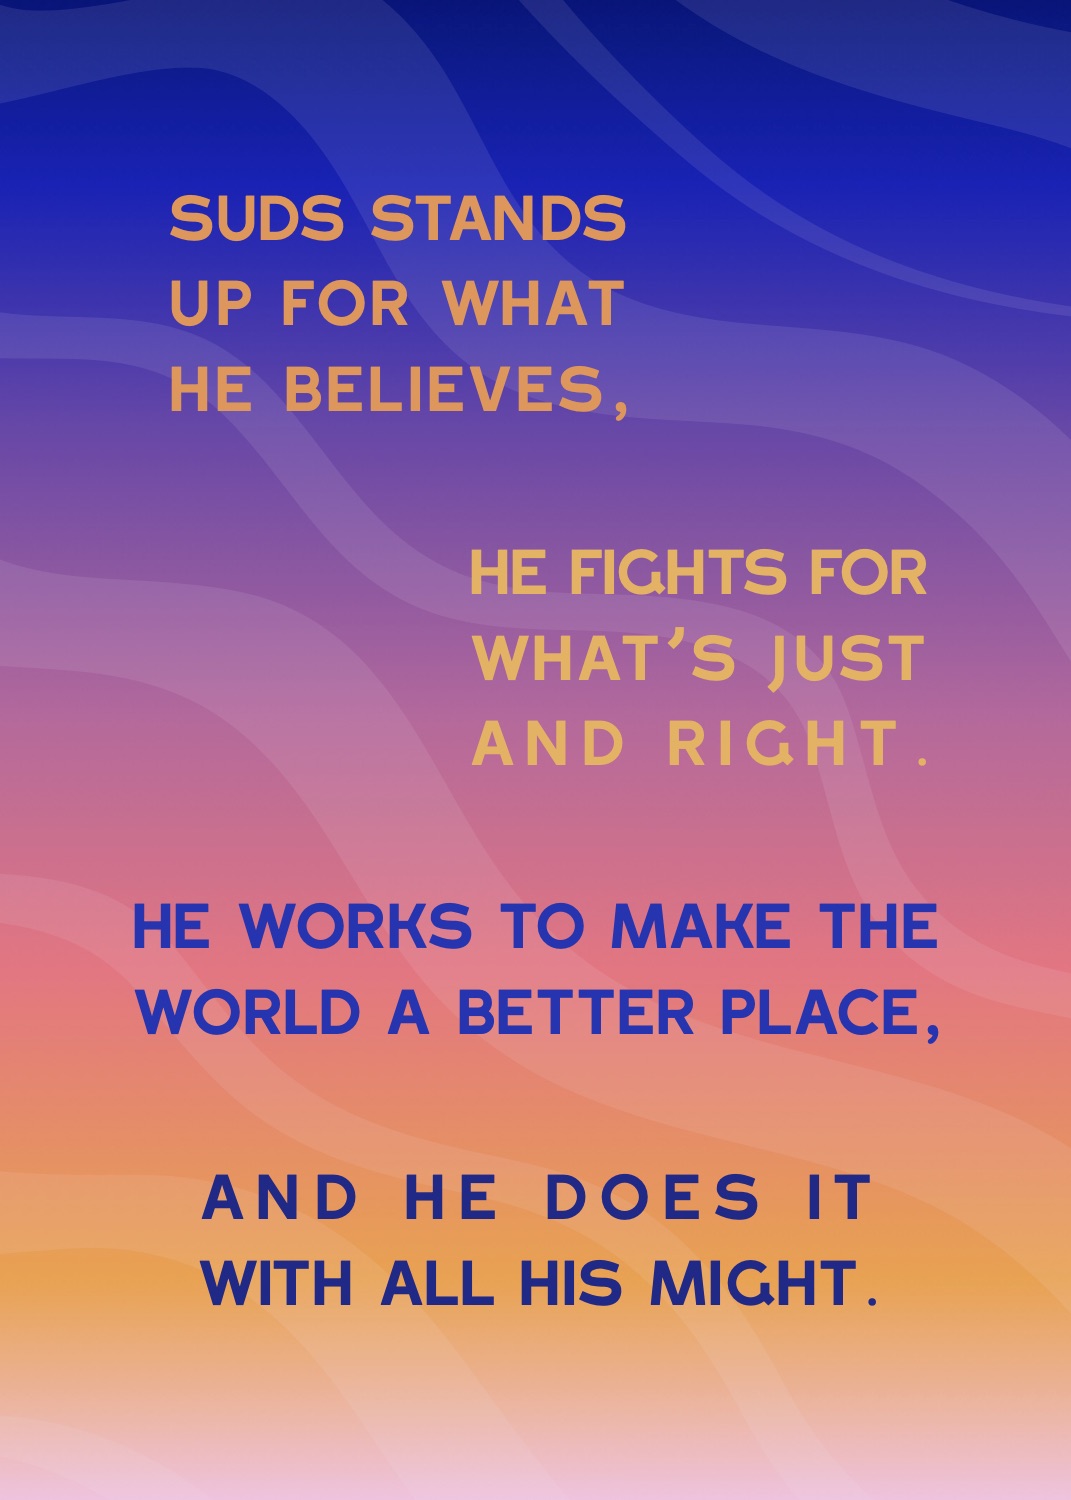 SUDS STANDS
UP FOR WHAT
HE BELIEVES,
HE FIGHTS FOR
WHAT'S JUST
AND RIGHT.
HE WORKS TO MAKE THE
WORLD A BETTER PLACE,
AND HE DOES IT
WITH ALL HIS MIGHT.